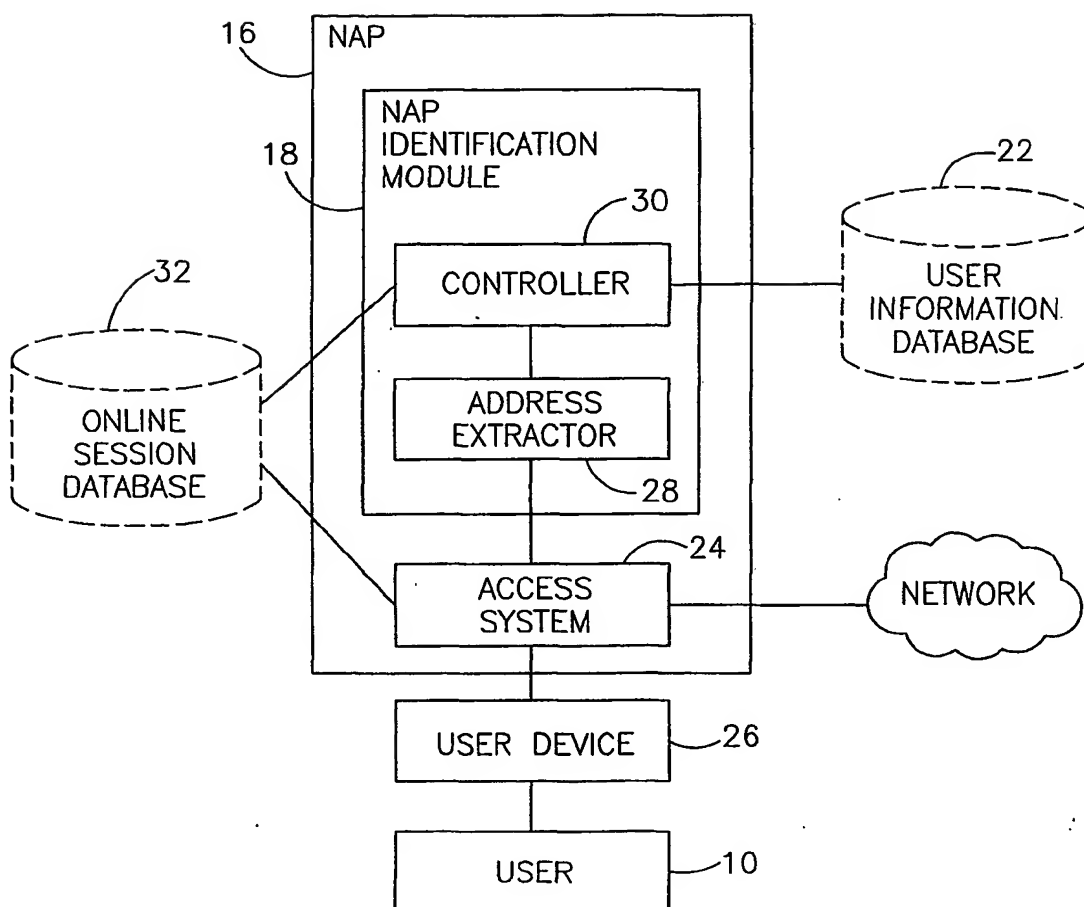 16
NAP
NAP
IDENTIFICATION
MODULE
18
30
CONTROLLER
22
USER
INFORMATION
DATABASE
32
ONLINE
SESSION
DATABASE
ADDRESS
EXTRACTOR
28
24
ACCESS
SYSTEM
NETWORK
USER DEVICE
26
USER
10